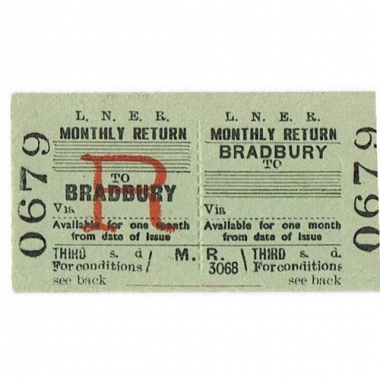 0679
L. N. E. R.
MONTHLY RETURN
TO
BRADBURY
R
Via
Available for one month
from date of issue
THIRD s. d
For conditions /
see back
M. R.
3068
L. N. E. R.
MONTHLY RETURN
BRADBURY
TO
Via
Available for one month
from date of issue
THIRD s. d.
\ For conditions
see back
0679